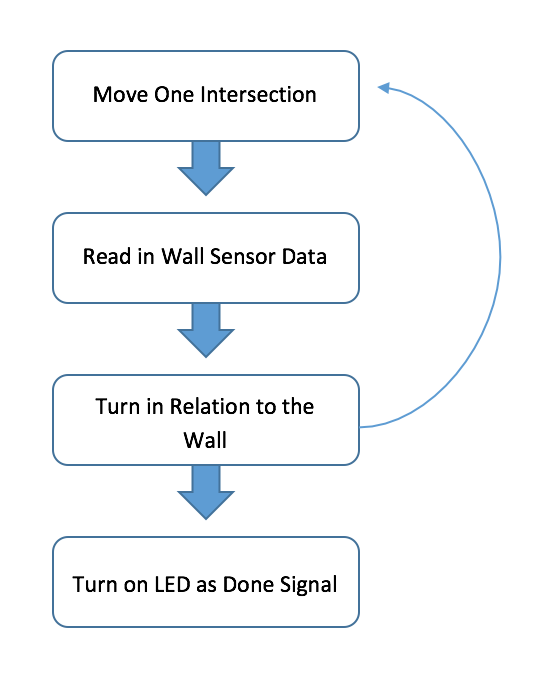 Move One Intersection
Read in Wall Sensor Data
Turn in Relation to the
Wall
Turn on LED as Done Signal